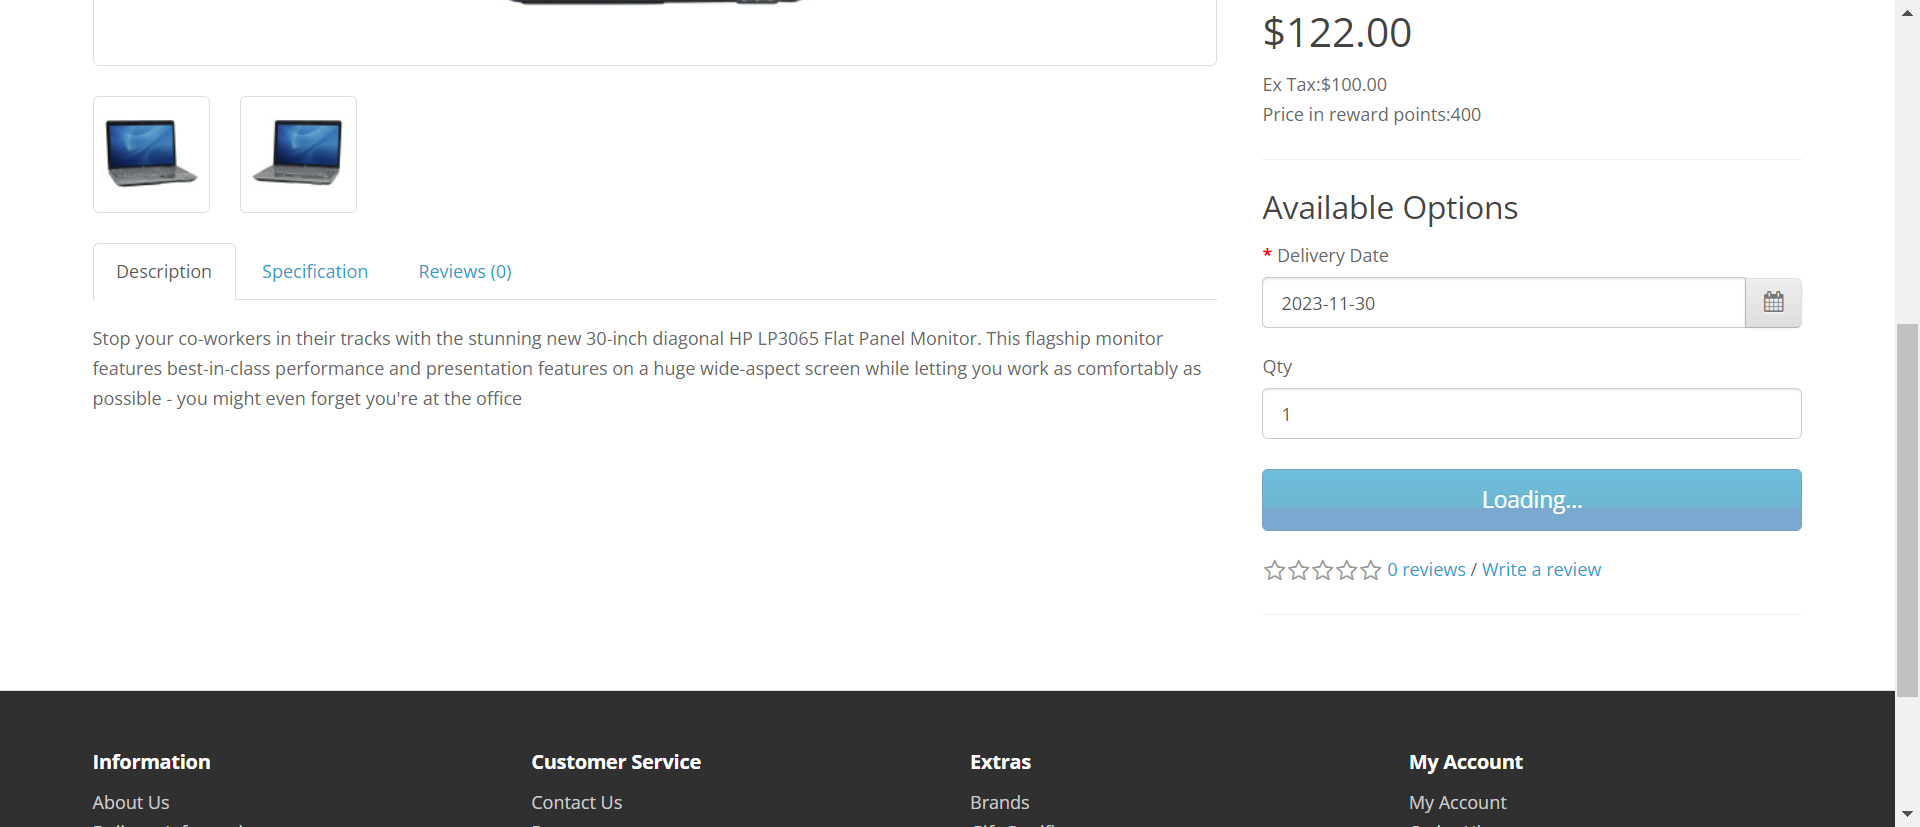 $122.00
Ex Tax:$100.00
Price in reward points:400
Available Options
* Delivery Date
2023-11-30
Qty
1
Loading...
0 reviews / Write a review
Description
Specification
Reviews (0)
Stop your co-workers in their tracks with the stunning new 30-inch diagonal HP LP3065 Flat Panel Monitor. This flagship monitor
features best-in-class performance and presentation features on a huge wide-aspect screen while letting you work as comfortably as
possible - you might even forget you're at the office
Information
About Us
Customer Service
Contact Us
Extras
Brands
My Account
My Account